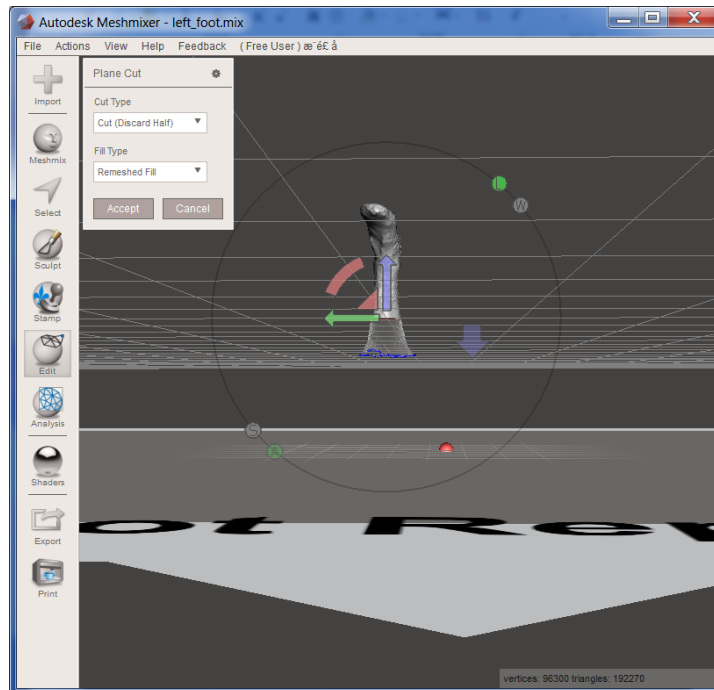 Autodesk Meshmixer - left_foot.mix
File Actions View Help Feedback ( Free User ) æ¨é£ å
Import
Meshmix
Select
Sculpt
Stamp
Edit
Analysis
Shaders
Export
Print
Plane Cut
Cut Type
Cut (Discard Half)
Fill Type
Remeshed Fill
Accept Cancel
L
W
S
A
ot Rep
vertices: 96300 triangles: 192270